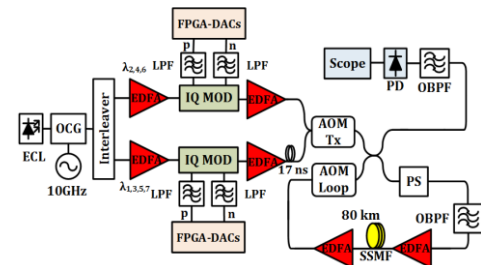 FPGA-DACs
p
n
LPF
LPF
λ2,4,6
EDFA
IQ MOD
EDFA
Scope
PD
OBPF
ECL
OCG
10GHz
Interleaver
AOM
Tx
17 ns
AOM
Loop
λ1,3,5,7
EDFA
IQ MOD
EDFA
LPF
LPF
p
n
FPGA-DACs
PS
OBPF
80 km
EDFA
SSMF
EDFA